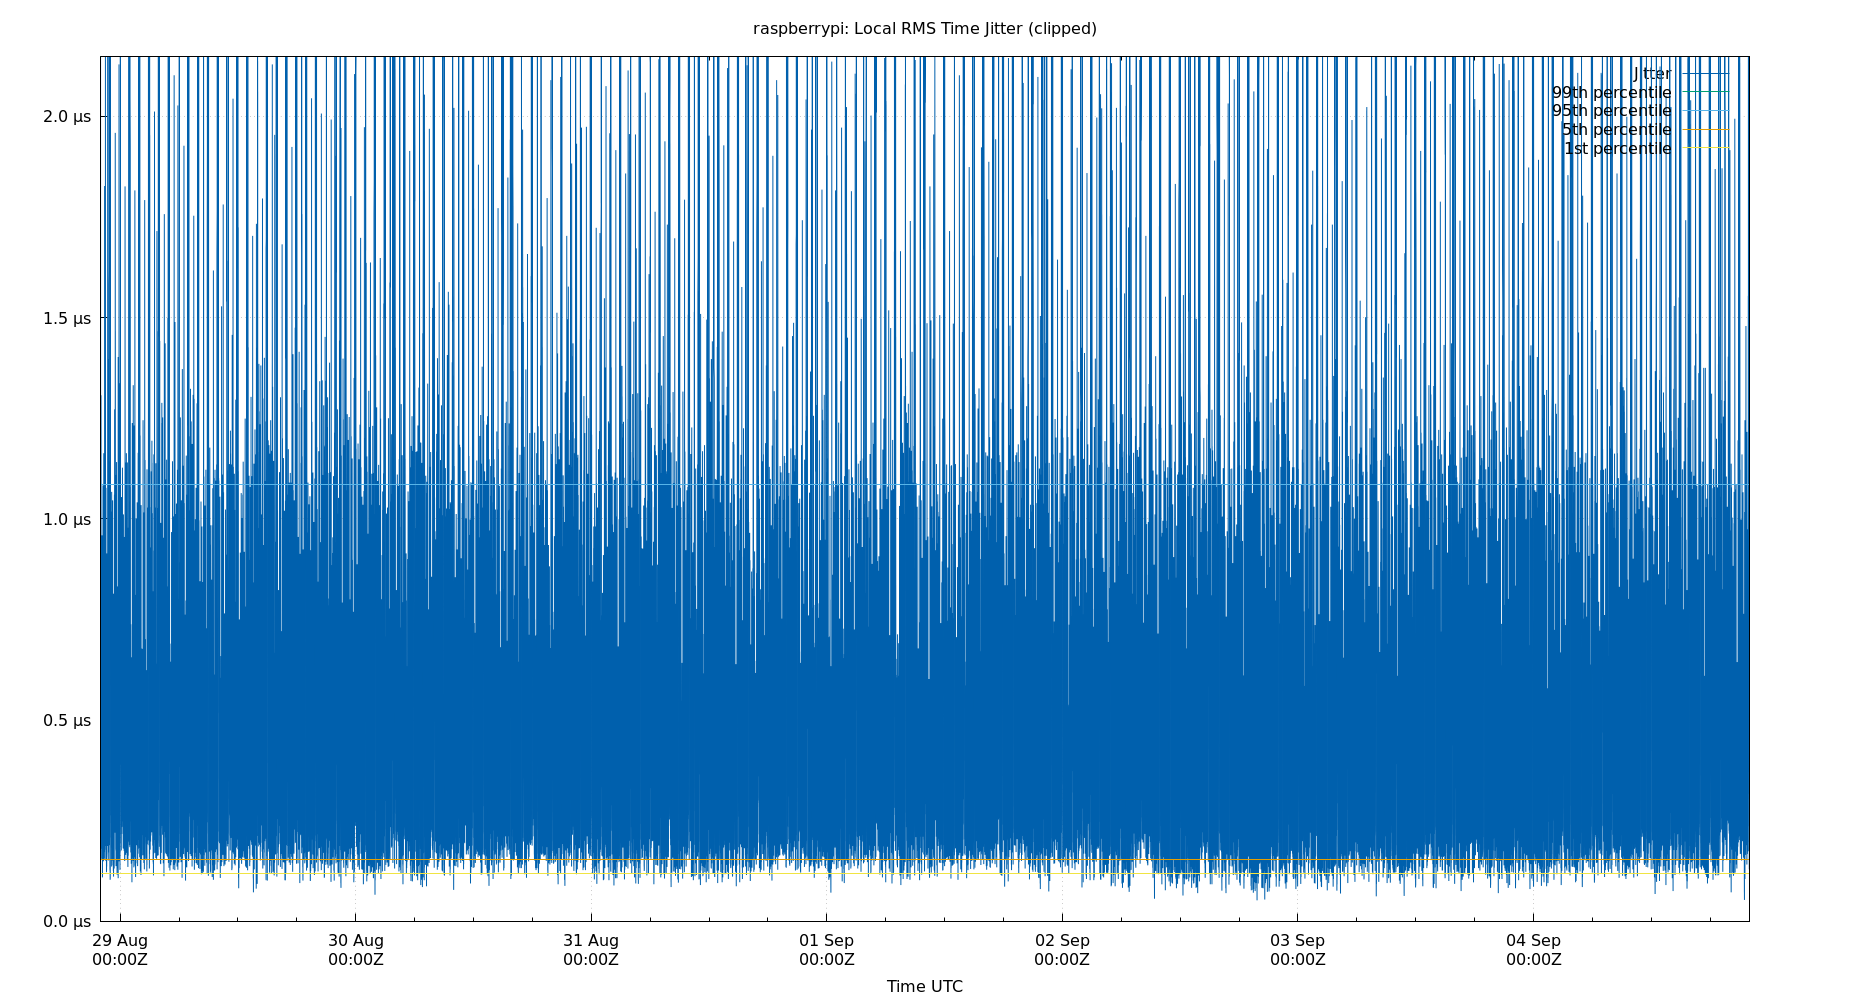 raspberrypi: Local RMS Time Jitter (clipped)
Jitter
99th percentile
95th percentile
5th percentile
1st percentile
2.0 µs
1.5 µs
1.0 µs
0.5 µs
0.0 µs
29 Aug 30 Aug 31 Aug 01 Sep 02 Sep 03 Sep 04 Sep
00:00Z 00:00Z 00:00Z 00:00Z 00:00Z 00:00Z 00:00Z
Time UTC